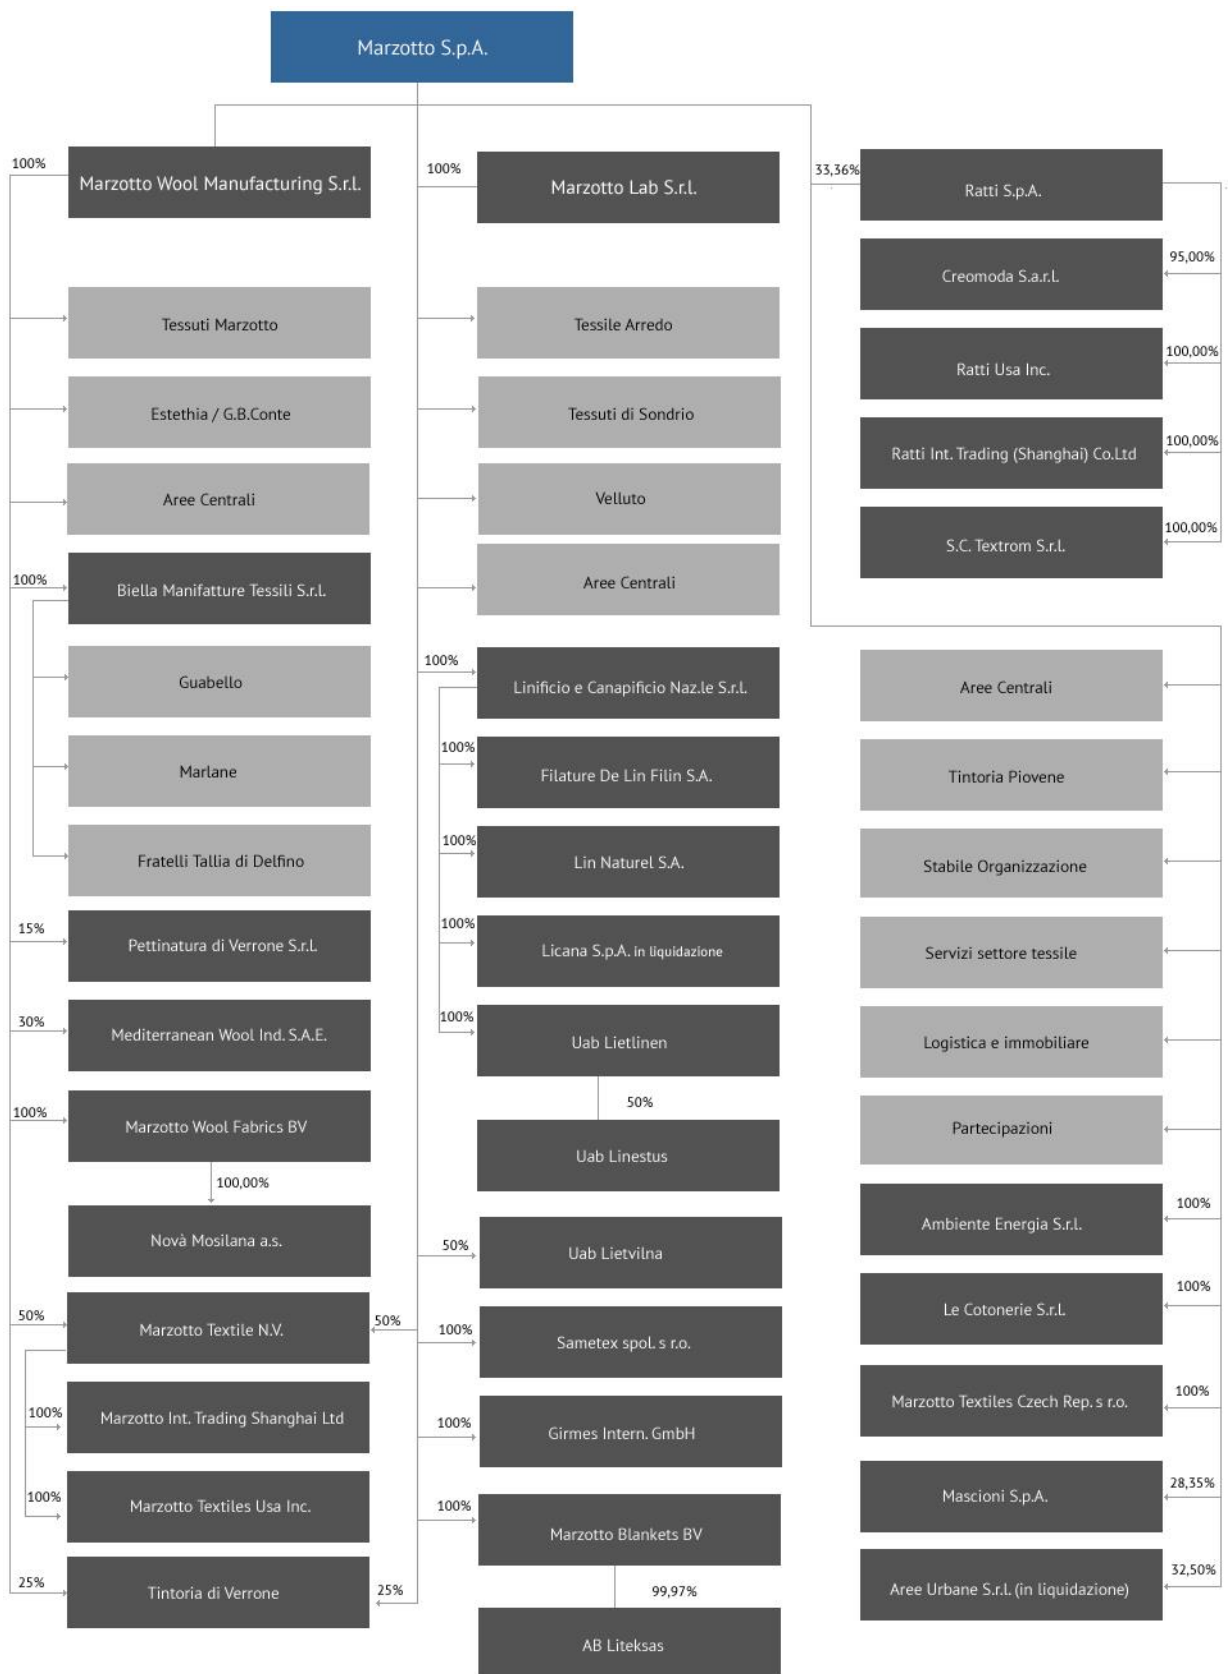 Marzotto S.p.A.
100%
Marzotto Wool Manufacturing S.r.l.
Tessuti Marzotto
Estethia / G.B.Conte
Aree Centrali
100%
Biella Manifatture Tessili S.r.l.
Guabello
Marlane
Fratelli Tallia di Delfino
15%
Pettinatura di Verrone S.r.l.
30%
Mediterranean Wool Ind. S.A.E.
100%
Marzotto Wool Fabrics BV
100,00%
Novà Mosilana a.s.
50%
Marzotto Textile N.V.
50%
100%
Marzotto Int. Trading Shanghai Ltd
100%
Marzotto Textiles Usa Inc.
25%
Tintoria di Verrone
25%
100%
Marzotto Lab S.r.l.
Tessile Arredo
Tessuti di Sondrio
Velluto
Aree Centrali
100%
Linificio e Canapificio Naz.le S.r.l.
100%
Filature De Lin Filin S.A.
100%
Lin Naturel S.A.
100%
Licana S.p.A. in liquidazione
100%
Uab Lietlinen
50%
Uab Linestus
50%
Uab Lietvilna
100%
Sametex spol. s r.o.
100%
Girmes Intern. GmbH
100%
Marzotto Blankets BV
99,97%
AB Liteksas
33,36%
Ratti S.p.A.
95,00%
Creomoda S.a.r.l.
100,00%
Ratti Usa Inc.
100,00%
Ratti Int. Trading (Shanghai) Co.Ltd
100,00%
S.C. Textrom S.r.l.
Aree Centrali
Tintoria Piovene
Stabile Organizzazione
Servizi settore tessile
Logistica e immobiliare
Partecipazioni
100%
Ambiente Energia S.r.l.
100%
Le Cotonerie S.r.l.
100%
Marzotto Textiles Czech Rep. s r.o.
28,35%
Mascioni S.p.A.
32,50%
Aree Urbane S.r.l. (in liquidazione)